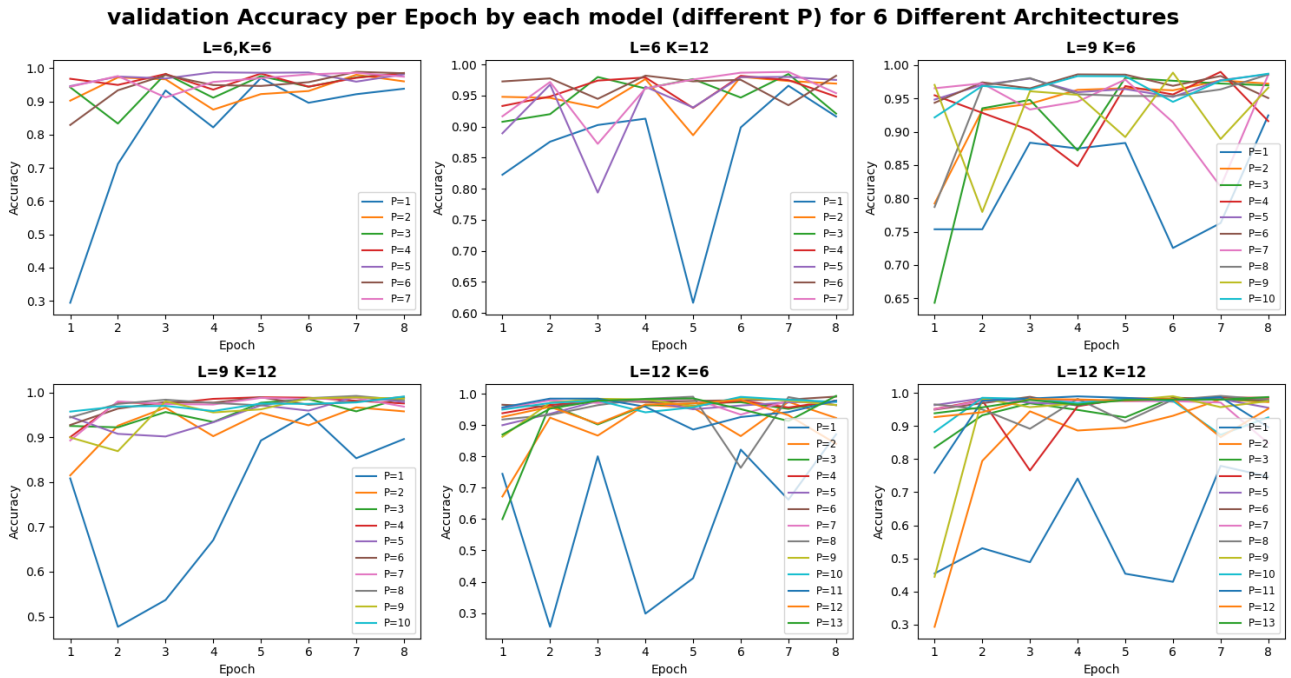 validation Accuracy per Epoch by each model (different P) for 6 Different Architectures
L=6,K=6
Accuracy
1.0
0.9
0.8
0.7
0.6
0.5
0.4
0.3
1 2 3 4 5 6 7 8
Epoch
P=1
P=2
P=3
P=4
P=5
P=6
P=7
L=6 K=12
Accuracy
1.00
0.95
0.90
0.85
0.80
0.75
0.70
0.65
0.60
1 2 3 4 5 6 7 8
Epoch
P=1
P=2
P=3
P=4
P=5
P=6
P=7
L=9 K=6
Accuracy
1.00
0.95
0.90
0.85
0.80
0.75
0.70
0.65
1 2 3 4 5 6 7 8
Epoch
P=1
P=2
P=3
P=4
P=5
P=6
P=7
P=8
P=9
P=10
L=9 K=12
Accuracy
1.0
0.9
0.8
0.7
0.6
0.5
1 2 3 4 5 6 7 8
Epoch
P=1
P=2
P=3
P=4
P=5
P=6
P=7
P=8
P=9
P=10
L=12 K=6
Accuracy
1.0
0.9
0.8
0.7
0.6
0.5
0.4
0.3
1 2 3 4 5 6 7 8
Epoch
P=1
P=2
P=3
P=4
P=5
P=6
P=7
P=8
P=9
P=10
P=11
P=12
P=13
L=12 K=12
Accuracy
1.0
0.9
0.8
0.7
0.6
0.5
0.4
0.3
1 2 3 4 5 6 7 8
Epoch
P=1
P=2
P=3
P=4
P=5
P=6
P=7
P=8
P=9
P=10
P=11
P=12
P=13